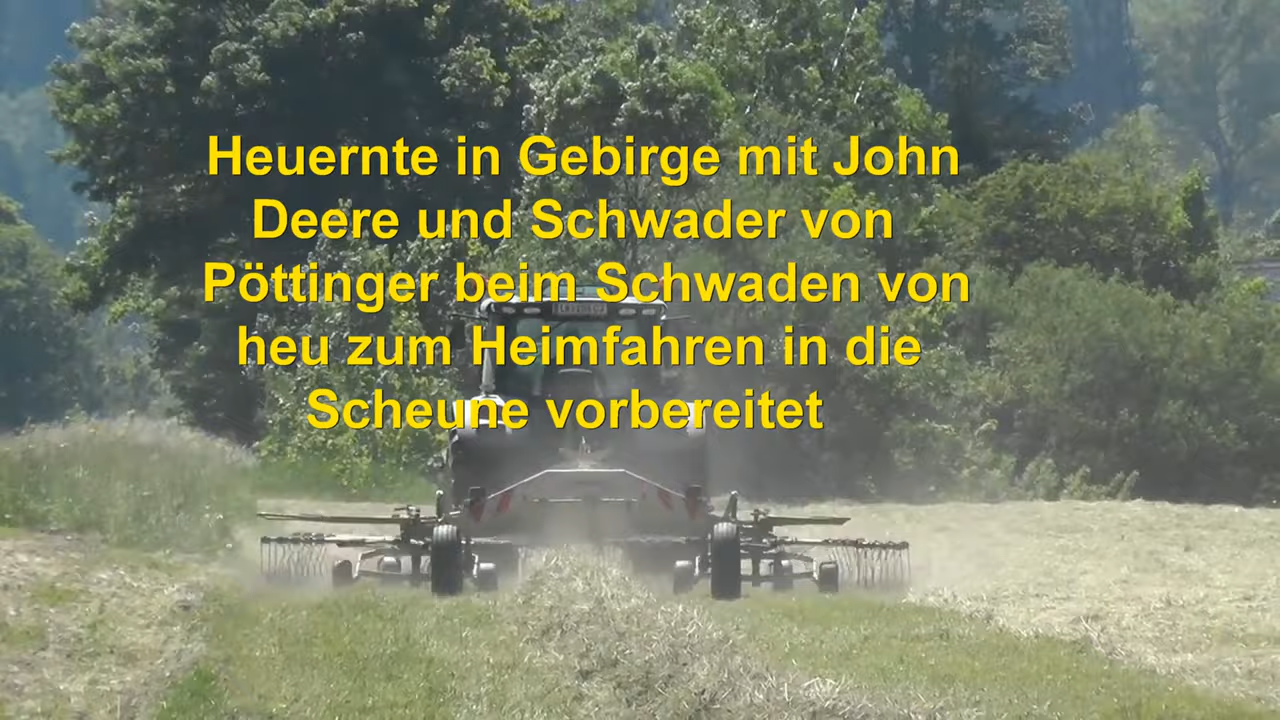 Heuernte in Gebirge mit John
Deere und Schwader von
Pöttinger beim Schwaden von
heu zum Heimfahren in die
Scheune vorbereitet